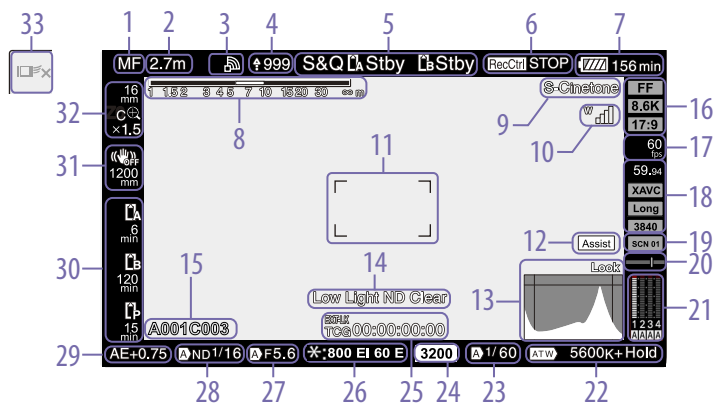 33
1 2 3 4 5 6 7
MF 2.7m 999 S&Q A Stby B Stby RecCtrl STOP 156 min
1 1.5 2 3 4 5 7 10 15 20 30 ∞ m
8
S-Cinetone
9
W
10
16
mm
C
×1.5
32
OFF
1200
mm
31
A
6
min
B
120
min
P
15
min
30
11
12
Assist
13
Look
14
Low Light ND Clear
15
A001C003
EXT-LK
TCG 00:00:00:00
FF
8.6K
17:9
16
60
fps
17
59.94
XAVC
Long
3840
18
SCN 01
19
20
21
1 2 3 4
A A A A
29
AE+0.75 A ND1/16 A F5.6 :800 EI 60 E 3200 A 1/60 ATW 5600K+Hold
28 27 26 25 24 23 22